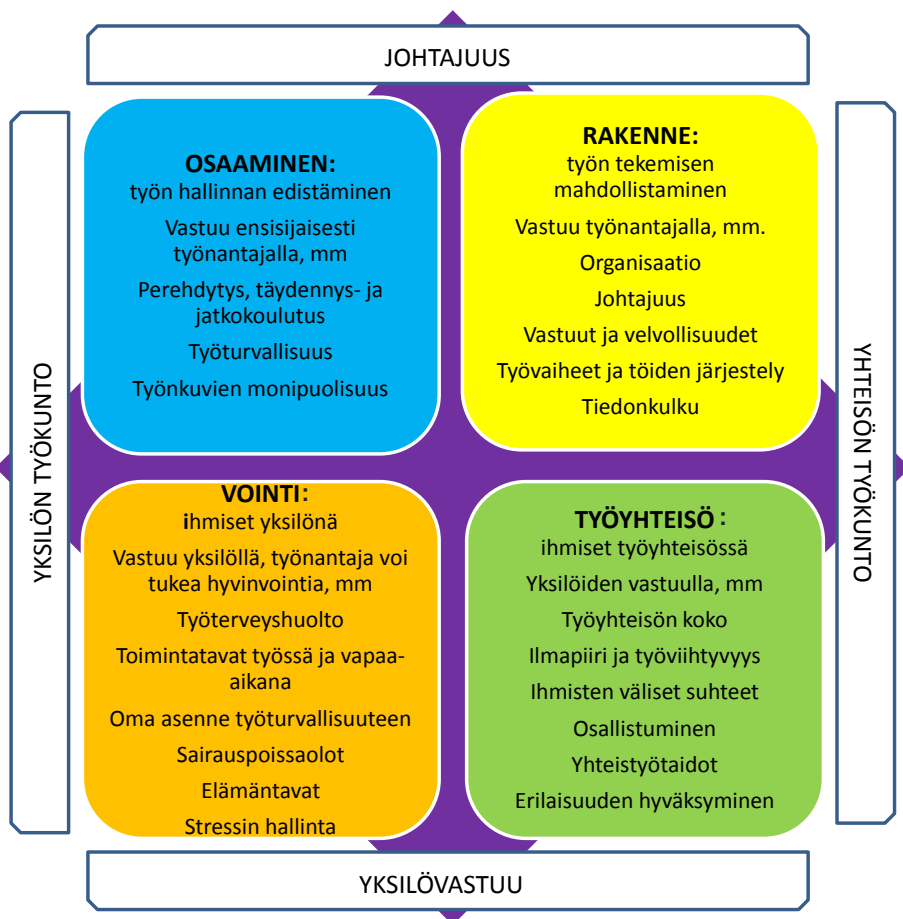 JOHTAJUUS
YKSILÖN TYÖKUNTO
OSAAMINEN:
työn hallinnan edistäminen
Vastuu ensisijaisesti
työnantajalla, mm
Perehdytys, täydennys- ja
jatkokoulutus
Työturvallisuus
Työnkuvien monipuolisuus
RAKENNE:
työn tekemisen
mahdollistaminen
Vastuu työnantajalla, mm.
Organisaatio
Johtajuus
Vastuut ja velvollisuudet
Työvaiheet ja töiden järjestely
Tiedonkulku
YHTEISÖN TYÖKUNTO
VOINTI:
ihmiset yksilönä
Vastuu yksilöllä, työnantaja voi
tukea hyvinvointia, mm
Työterveyshuolto
Toimintatavat työssä ja vapaa-
aikana
Oma asenne työturvallisuuteen
Sairauspoissaolot
Elämäntavat
Stressin hallinta
TYÖYHTEISÖ :
ihmiset työyhteisössä
Yksilöiden vastuulla, mm
Työyhteisön koko
Ilmapiiri ja työviihtyvyys
Ihmisten väliset suhteet
Osallistuminen
Yhteistyötaidot
Erilaisuuden hyväksyminen
YKSILÖVASTUU